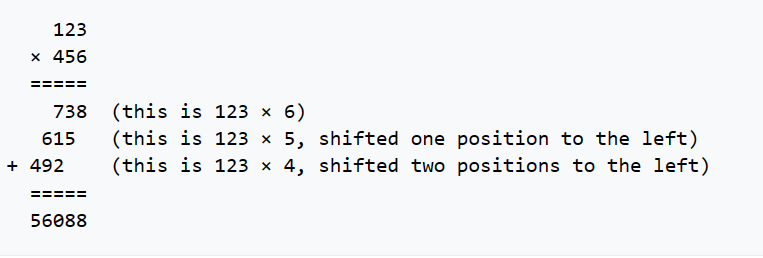 123
  × 456
  =====
    738  (this is 123 × 6)
   615   (this is 123 × 5, shifted one position to the left)
+ 492    (this is 123 × 4, shifted two positions to the left)
  =====
  56088